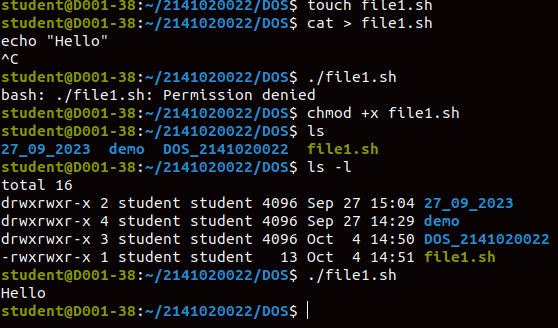 student@D001-38:~/2141020022/DOS$ touch file1.sh
student@D001-38:~/2141020022/DOS$ cat > file1.sh
echo "Hello"
^C
student@D001-38:~/2141020022/DOS$ ./file1.sh
bash: ./file1.sh: Permission denied
student@D001-38:~/2141020022/DOS$ chmod +x file1.sh
student@D001-38:~/2141020022/DOS$ ls
27_09_2023  demo  DOS_2141020022  file1.sh
student@D001-38:~/2141020022/DOS$ ls -l
total 16
drwxrwxr-x 2 student student 4096 Sep 27 15:04 27_09_2023
drwxrwxr-x 4 student student 4096 Sep 27 14:29 demo
drwxrwxr-x 3 student student 4096 Oct  4 14:50 DOS_2141020022
-rwxrwxr-x 1 student student   13 Oct  4 14:51 file1.sh
student@D001-38:~/2141020022/DOS$ ./file1.sh
Hello
student@D001-38:~/2141020022/DOS$